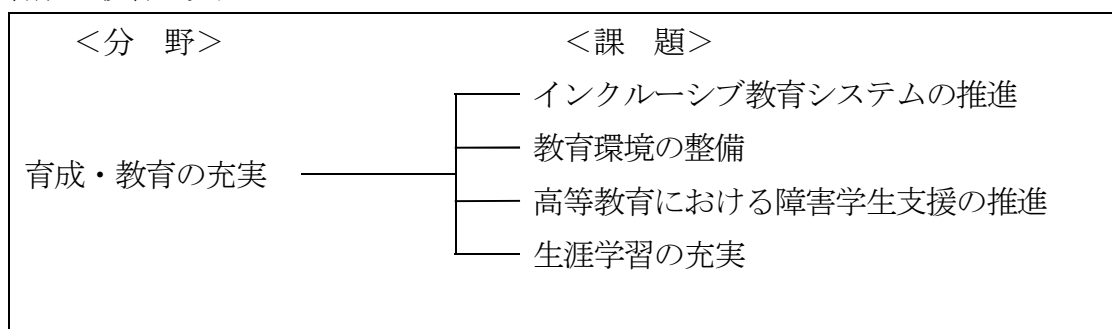 ＜分　野＞　　　　　　　　　＜課　題＞
インクルーシブ教育システムの推進
教育環境の整備
育成・教育の充実
高等教育における障害学生支援の推進
生涯学習の充実